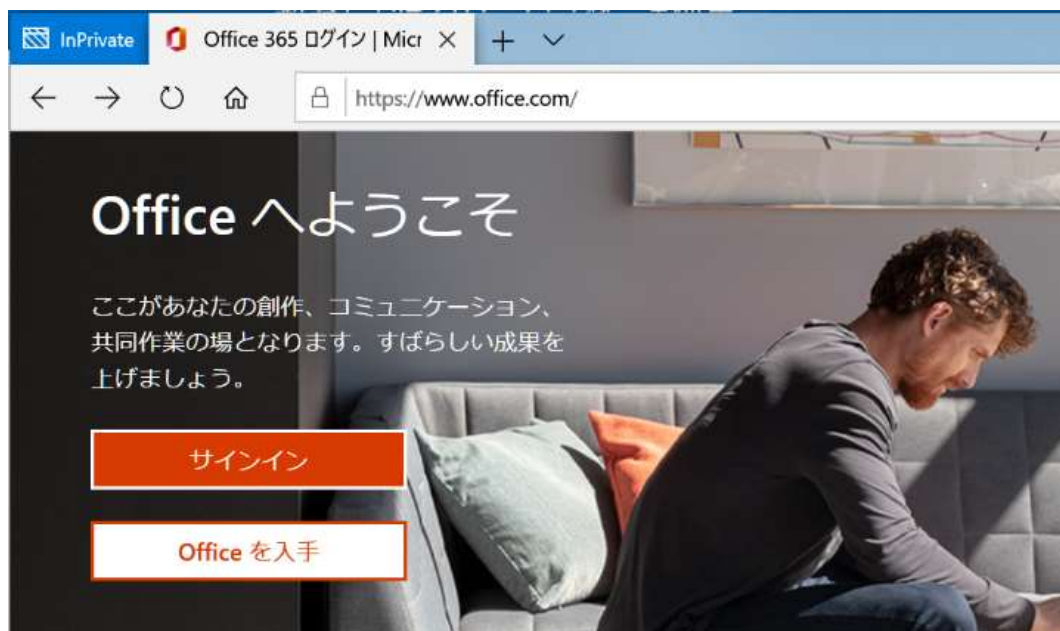 InPrivate
Office 365 ログイン | Micr
https://www.office.com/
Office へようこそ
ここがあなたの創作、コミュニケーション、
共同作業の場となります。すばらしい成果を
上げましょう。
サインイン
Office を入手